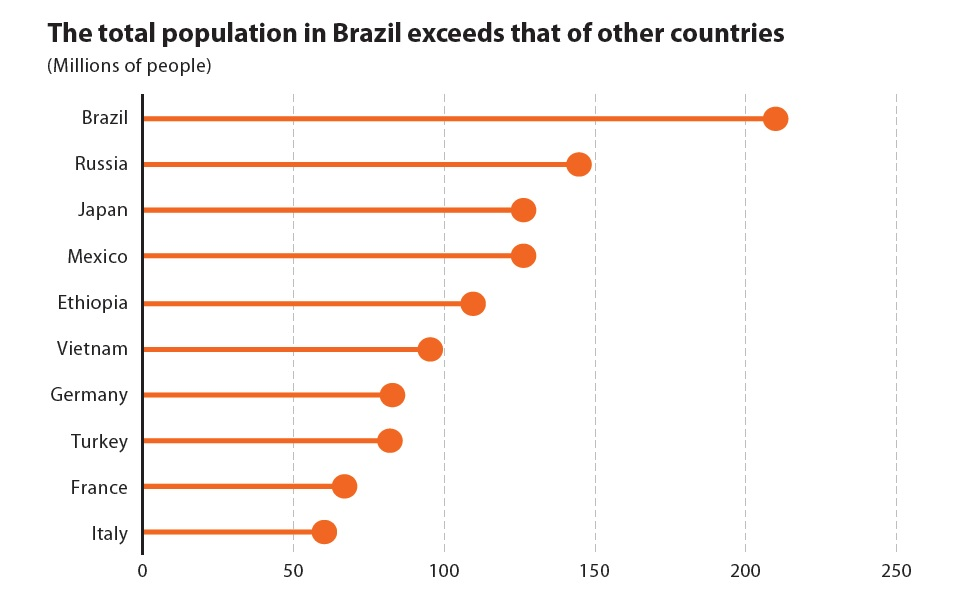 The total population in Brazil exceeds that of other countries
(Millions of people)
Brazil
Russia
Japan
Mexico
Ethiopia
Vietnam
Germany
Turkey
France
Italy
0 50 100 150 200 250